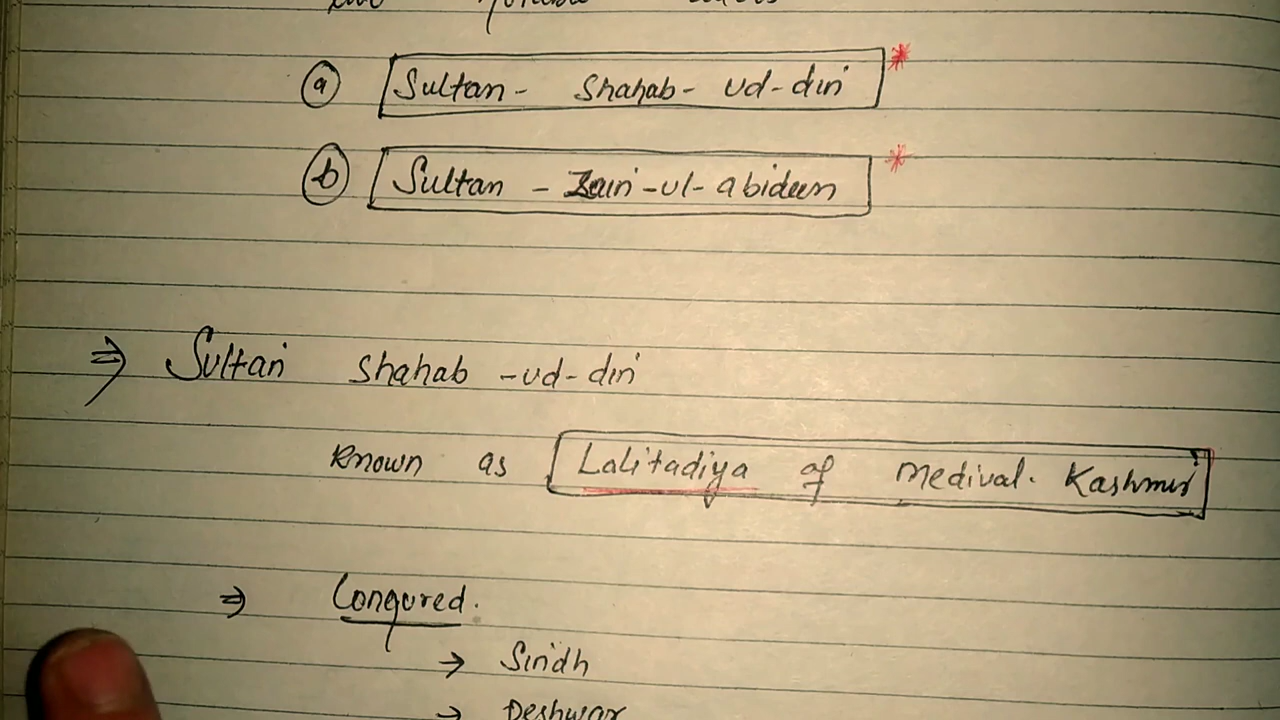 ⓐ Sultan - Shahab - ud - din *
ⓑ Sultan - Zain - ul - abideen *
⇒ Sultan Shahab - ud - din
Known as Lalitadiya of Medival. Kashmir
⇒ Conqured.
→ Sindh
→ Peshwar